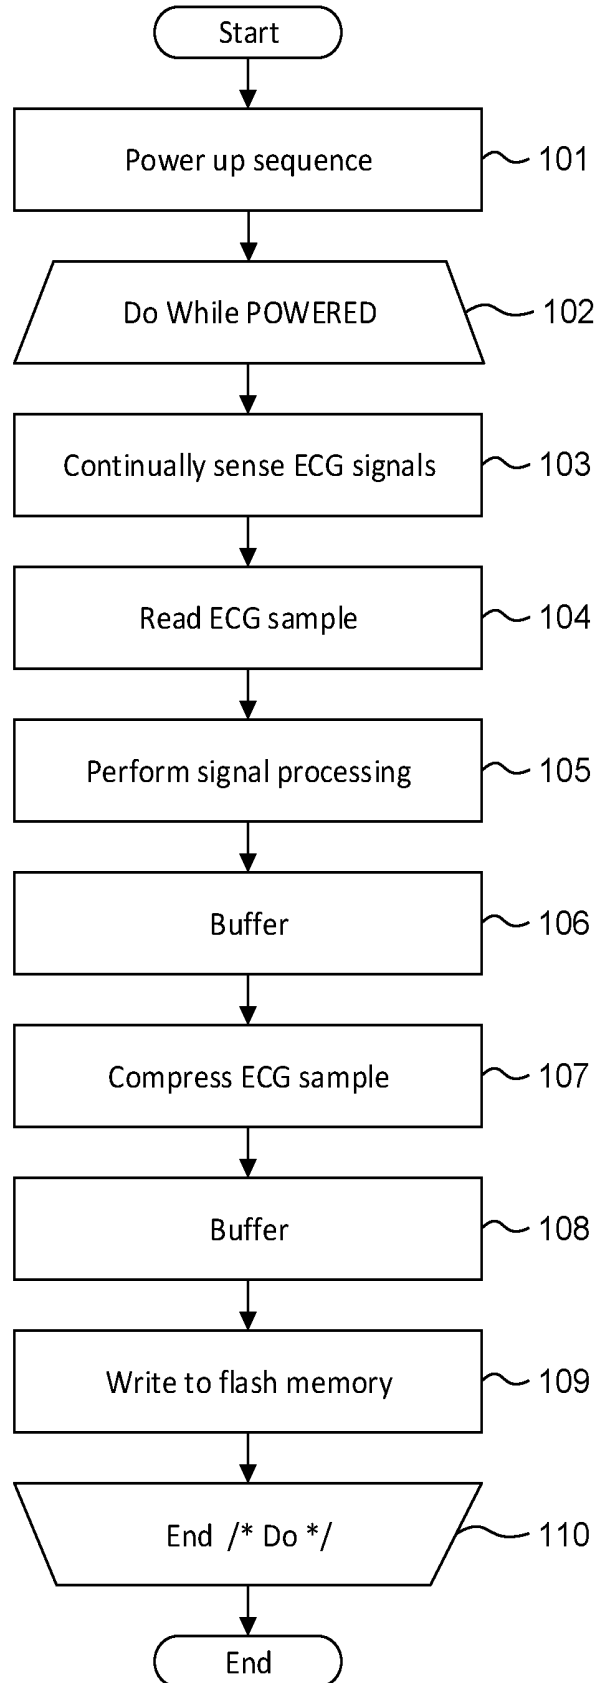 Start
Power up sequence
101
Do While POWERED
102
Continually sense ECG signals
103
Read ECG sample
104
Perform signal processing
105
Buffer
106
Compress ECG sample
107
Buffer
108
Write to flash memory
109
End /* Do */
110
End